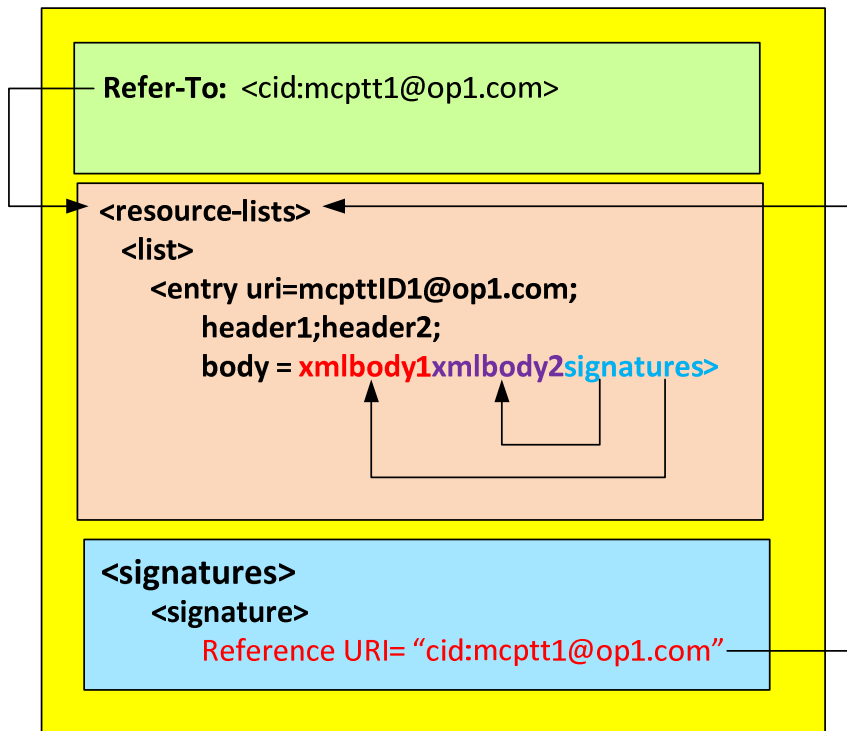 Refer-To: <cid:mcptt1@op1.com>
<resource-lists>
<list>
<entry uri=mcpttID1@op1.com;
header1;header2;
body = xmlbody1xmlbody2signatures>
<signatures>
<signature>
Reference URI= “cid:mcptt1@op1.com”